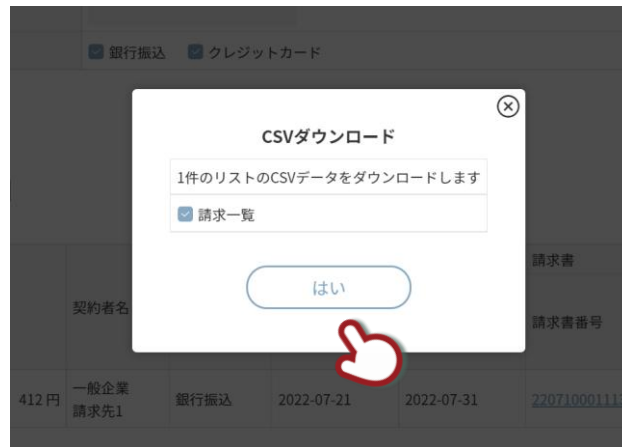 銀行振込 クレジットカード
CSVダウンロード
1件のリストのCSVデータをダウンロードします
請求一覧
はい
請求書
契約者名
請求書番号
412 円 一般企業 銀行振込 2022-07-21 2022-07-31
請求先1